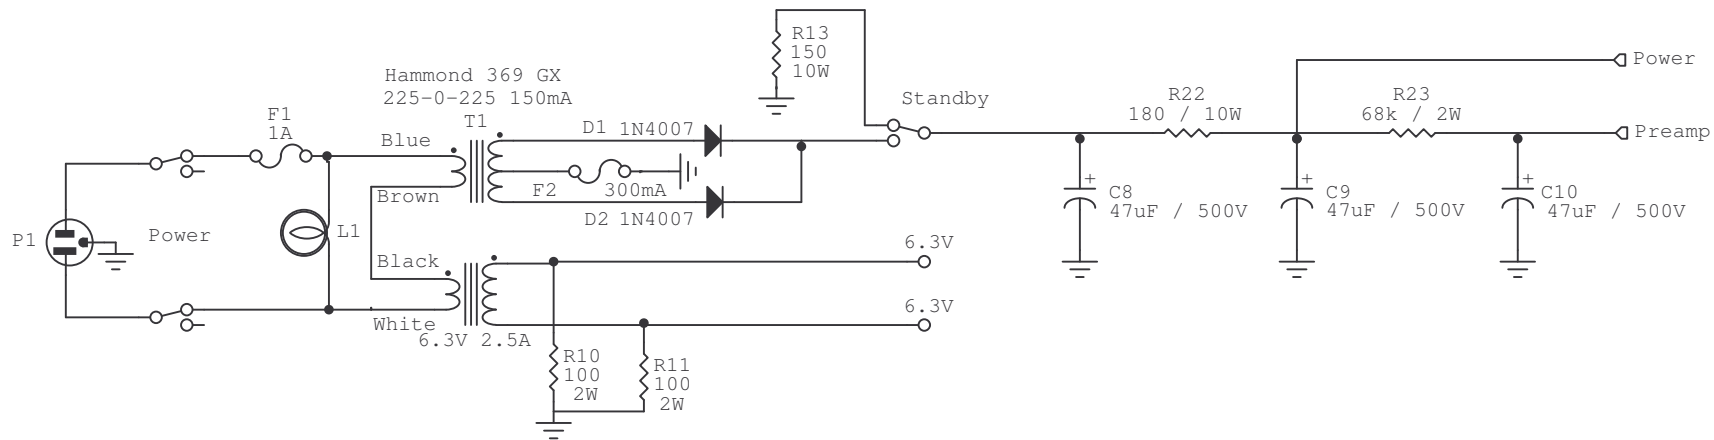 R13
150
10W
Hammond 369 GX
225-0-225 150mA
F1
1A
Blue
T1
D1 1N4007
Standby
R22
180 / 10W
R23
68k / 2W
Power
Preamp
Brown
F2
300mA
D2 1N4007
C8
47uF / 500V
C9
47uF / 500V
C10
47uF / 500V
P1
Power
L1
Black
6.3V
6.3V
White
6.3V 2.5A
R10
100
2W
R11
100
2W
+
+
+